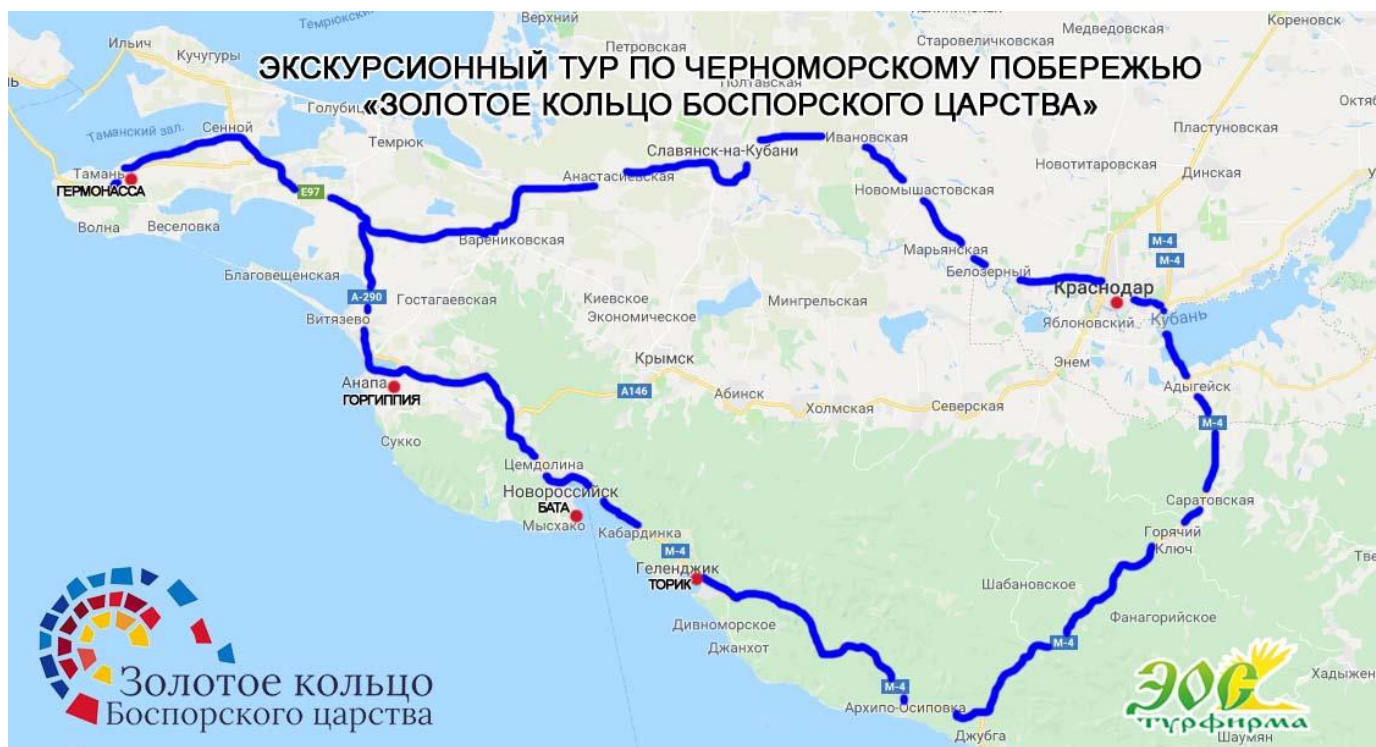 Верхний
Темрюкский
Медведовская
Кореновск
Ильич
Кучугуры
Петровская
Старовеличковская
ЭКСКУРСИОННЫЙ ТУР ПО ЧЕРНОМОРСКОМУ ПОБЕРЕЖЬЮ
«ЗОЛОТОЕ КОЛЬЦО БОСПОРСКОГО ЦАРСТВА»
Полтавская
Голубиц
Таманский зал.
Сенной
Темрюк
Ивановская
Пластуновская
Славянск-на-Кубани
Новотитаровская
Динская
Тамань
ГЕРМОНАССА
E97
Анастасиевская
Новомышастовская
Волна
Веселовка
Варениковская
Марьянская
М-4
М-4
Благовещенская
Белозерный
А-290
Гостагаевская
Киевское
Экономическое
Мингрельская
Краснодар
Витязево
Яблоновский
Кубань
Крымск
Энем
Анапа
ГОРГИППИЯ
А146
Абинск
Адыгейск
Холмская
Северская
М-4
Сукко
Цемдолина
Новороссийск
БАТА
Саратовская
Мысхако
Кабардинка
Горячий
Ключ
М-4
Геленджик
ТОРИК
Шабановское
Фанагорийское
Дивноморское
Джанхот
М-4
Золотое кольцо
Боспорского царства
М-4
Архипо-Осиповка
Джубга
ЭОС
турфирма
Хадыжен
Шаумян